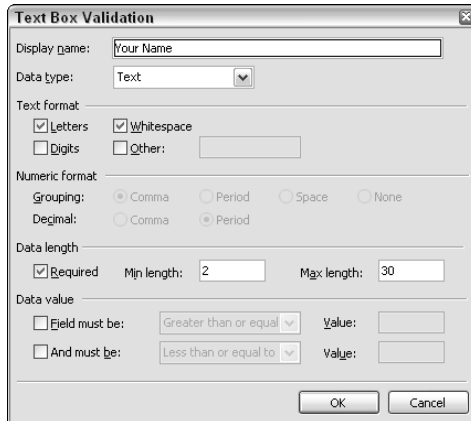 Text Box Validation
Display name: Your Name
Data type: Text
Text format
Letters Whitespace
Digits Other:
Numeric format
Grouping: Comma Period Space None
Decimal: Comma Period
Data length
Required Min length: 2 Max length: 30
Data value
Field must be: Greater than or equal Value:
And must be: Less than or equal to Value:
OK Cancel